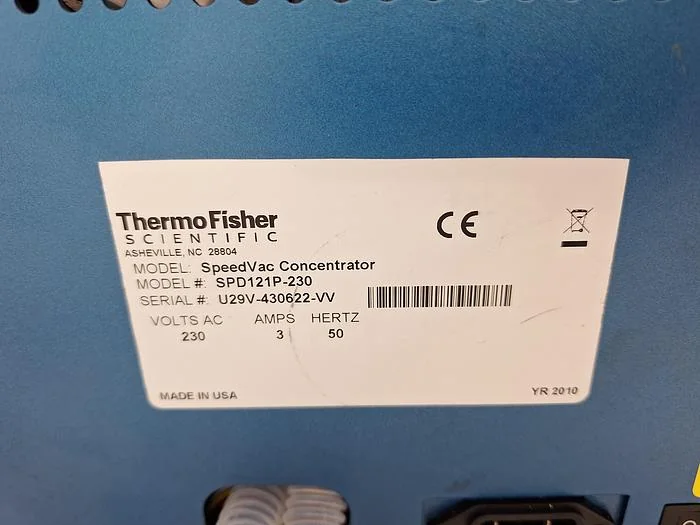 ThermoFisher
SCIENTIFIC
ASHEVILLE, NC 28804
CE
MODEL: SpeedVac Concentrator
MODEL #: SPD121P-230
SERIAL #: U29V-430622-VV
VOLTS AC AMPS HERTZ
230 3 50
MADE IN USA YR 2010